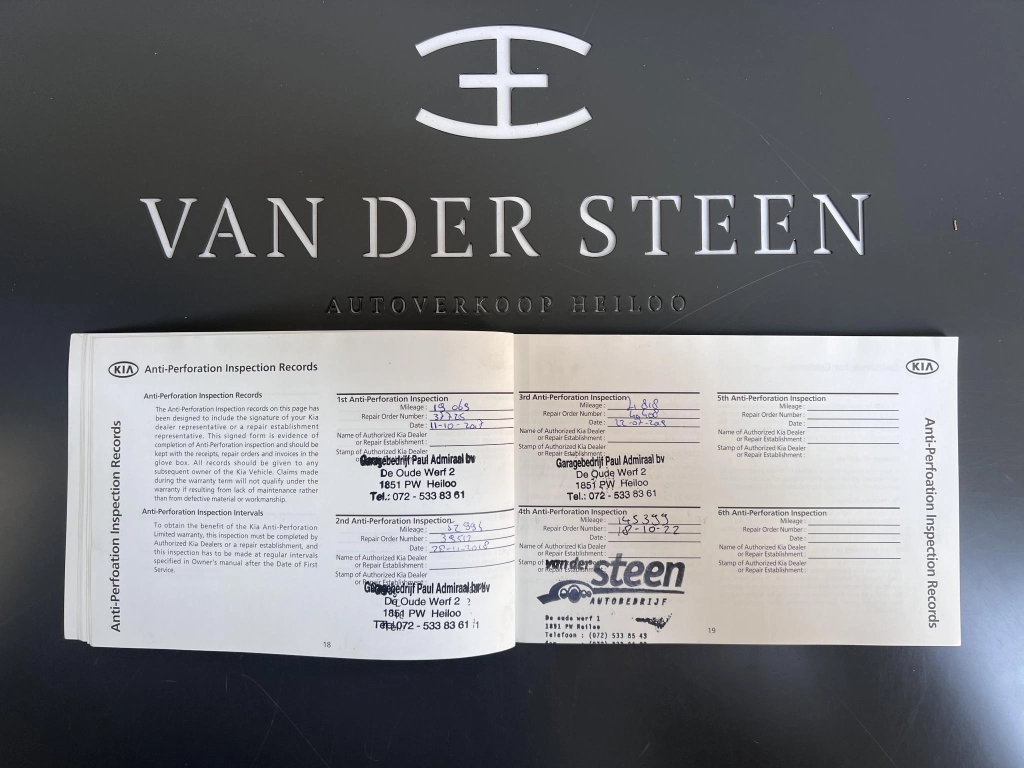 VAN DER STEEN
AUTOVERKOOP HEILOO
KIA Anti-Perforation Inspection Records
Anti-Perfoation Inspection Records
Anti-Perforation Inspection Records
The Anti-Perforation Inspection records on this page has
been designed to include the signature of your Kia
dealer representative or a repair establishment
representative. This signed form is evidence of
completion of Anti-Perforation inspection and should be
kept with the receipts, repair orders and invoices in the
glove box. All records should be given to any
subsequent owner of the Kia Vehicle. Claims made
during the warranty term will not qualify under the
warranty if resulting from lack of maintenance rather
than from defective material or workmanship.
Anti-Perforation Inspection Intervals
To obtain the benefit of the Kia Anti-Perforation
Limited warranty, this inspection must be completed by
Authorized Kia Dealers or a repair establishment, and
this inspection has to be made at regular intervals
specified in Owner's manual after the Date of First
Service.
1st Anti-Perforation Inspection
Mileage : 19.069
Repair Order Number :
Date :
Name of Authorized Kia Dealer
or Repair Establishment :
Stamp of Authorized Kia Dealer
Garagebedrijf Paul Admiraal bv
De Oude Werf 2
1851 PW Heiloo
Tel.: 072 - 533 83 61
2nd Anti-Perforation Inspection
Mileage :
Repair Order Number :
Date :
Name of Authorized Kia Dealer
or Repair Establishment :
Stamp of Authorized Kia Dealer
Garagebedrijf Paul Admiraal bv
De Oude Werf 2
1851 PW Heiloo
Tel.: 072 - 533 83 61
18
KIA
3rd Anti-Perforation Inspection
Mileage :
Repair Order Number :
Date :
Name of Authorized Kia Dealer
or Repair Establishment :
Stamp of Authorized Kia Dealer
Garagebedrijf Paul Admiraal bv
De Oude Werf 2
1851 PW Heiloo
Tel.: 072 - 533 83 61
4th Anti-Perforation Inspection
Mileage : 145399
Repair Order Number : 18-10-22
Date :
Name of Authorized Kia Dealer
or Repair Establishment :
Stamp of
van der steen
AUTOBEDRIJF
De oude werf 1
1851 PW Heiloo
Telefoon : (072) 533 85 43
5th Anti-Perforation Inspection
Mileage :
Repair Order Number :
Date :
Name of Authorized Kia Dealer
or Repair Establishment :
Stamp of Authorized Kia Dealer
or Repair Establishment :
6th Anti-Perforation Inspection
Mileage :
Repair Order Number :
Date :
Name of Authorized Kia Dealer
or Repair Establishment :
Stamp of Authorized Kia Dealer
or Repair Establishment :
19
Anti-Perfoation Inspection Records